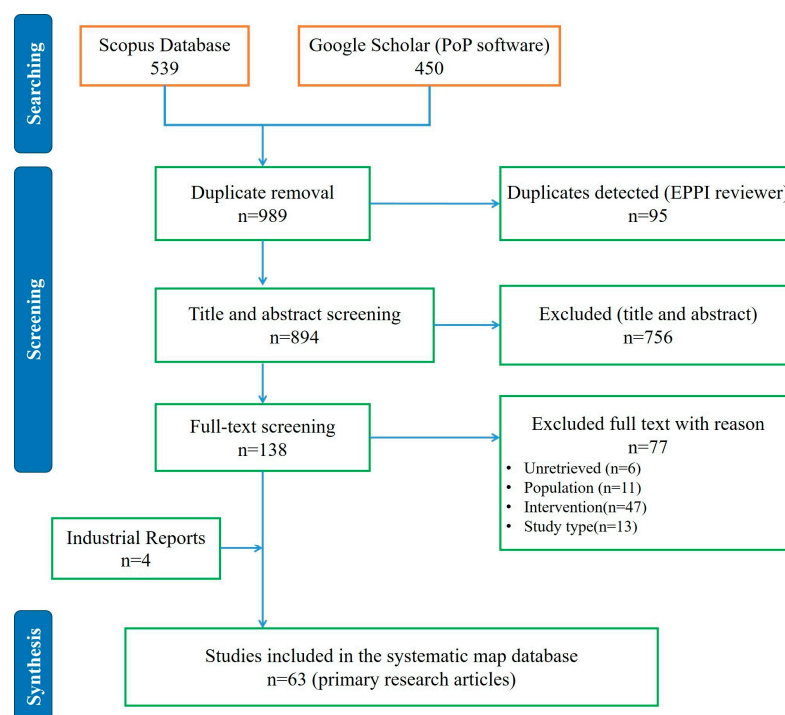 Searching
Scopus Database
539
Google Scholar (PoP software)
450
Screening
Duplicate removal
n=989
Duplicates detected (EPPI reviewer)
n=95
Title and abstract screening
n=894
Excluded (title and abstract)
n=756
Full-text screening
n=138
Excluded full text with reason
n=77
• Unretrieved (n=6)
• Population (n=11)
• Intervention(n=47)
• Study type(n=13)
Industrial Reports
n=4
Synthesis
Studies included in the systematic map database
n=63 (primary research articles)